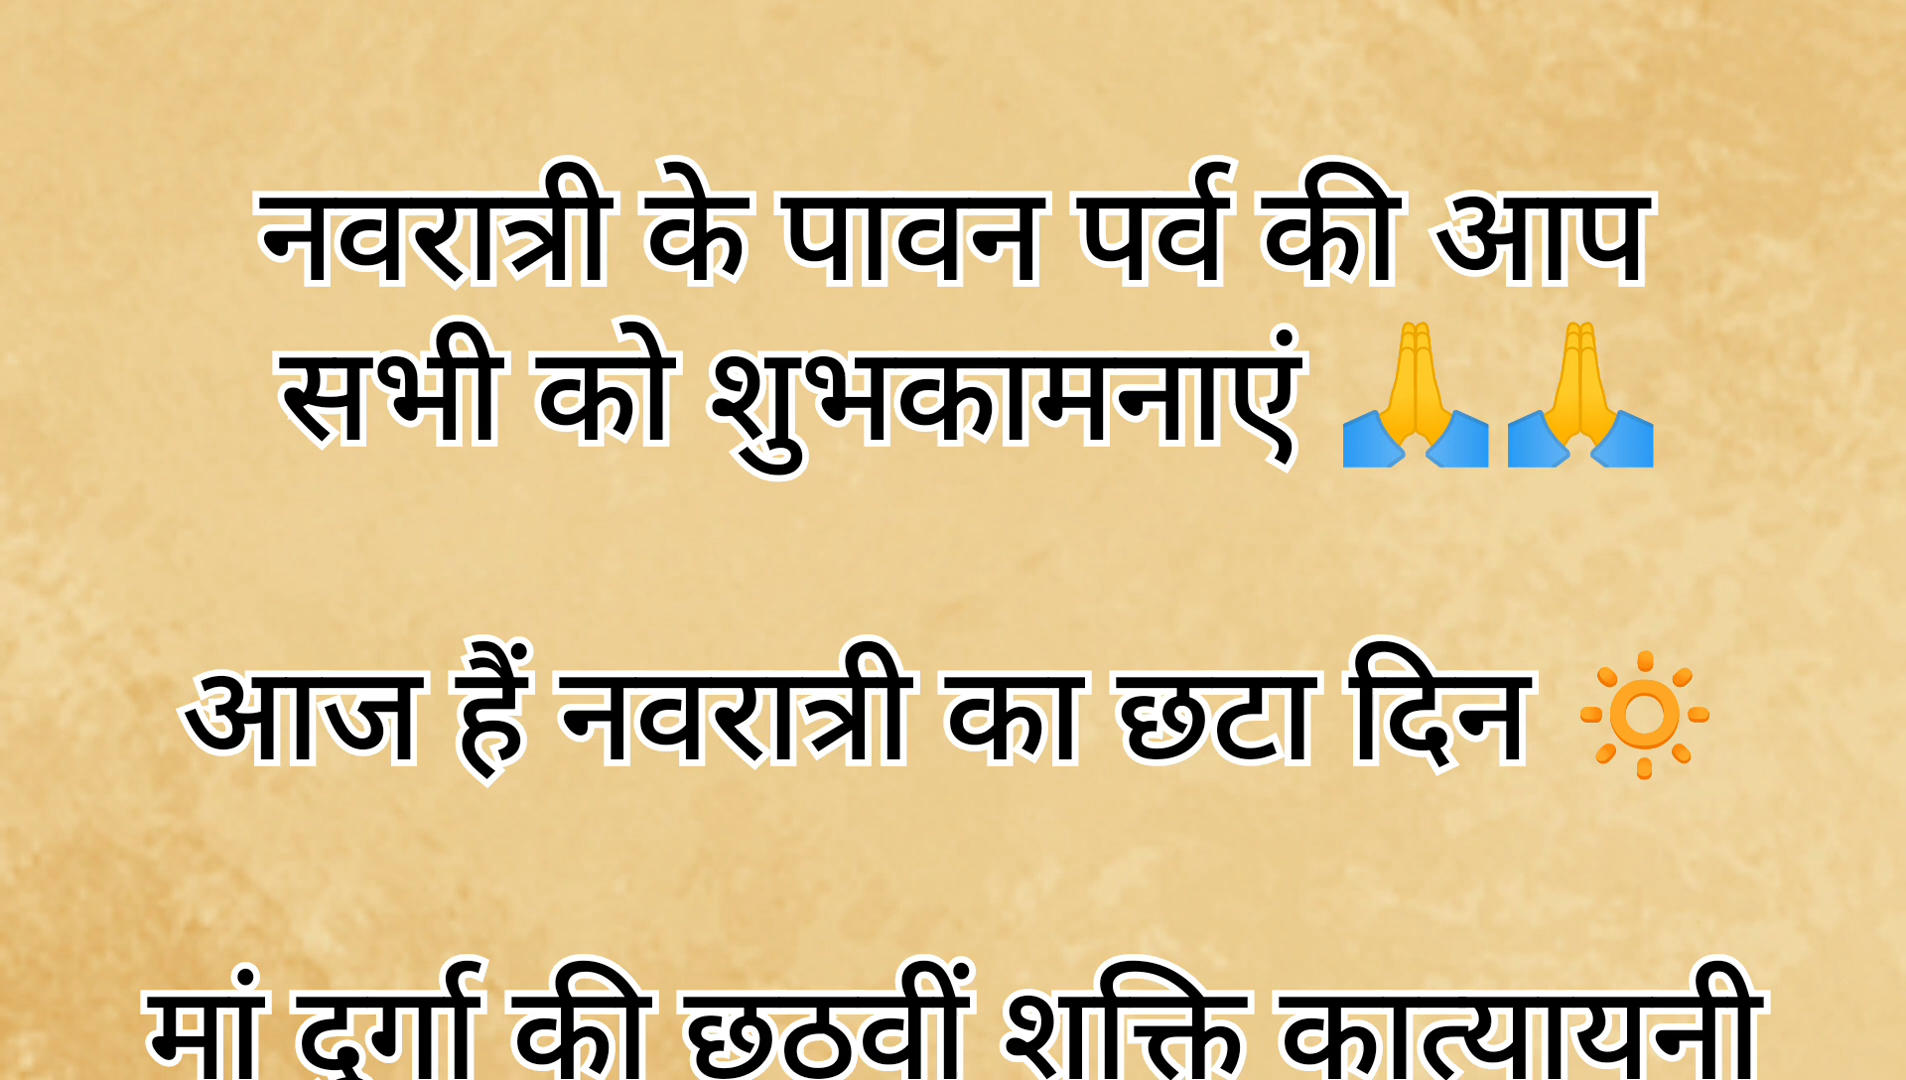 नवरात्री के पावन पर्व की आप
सभी को शुभकामनाएं 🙏🙏
आज हैं नवरात्री का छटा दिन 🔆
मां दुर्गा की छठवीं शक्ति कात्यायनी